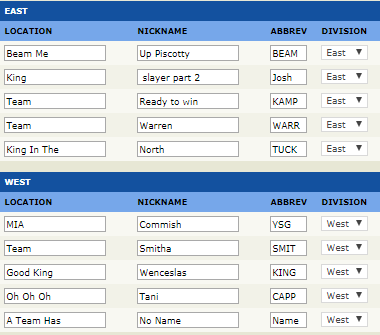 EAST
LOCATION NICKNAME ABBREV DIVISION
Beam Me Up Piscotty BEAM East
King slayer part 2 Josh East
Team Ready to win KAMP East
Team Warren WARR East
King In The North TUCK East
WEST
LOCATION NICKNAME ABBREV DIVISION
MIA Commish YSG West
Team Smitha SMIT West
Good King Wenceslas KING West
Oh Oh Oh Tani CAPP West
A Team Has No Name Name West